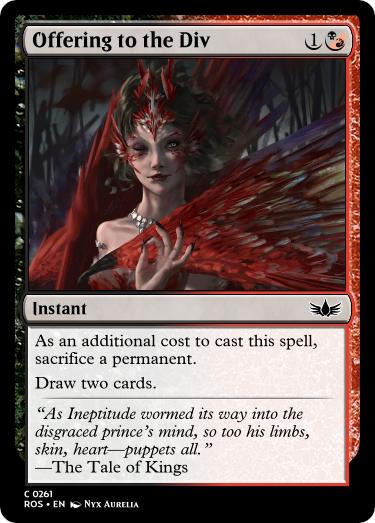 Offering to the Div 1
Instant
As an additional cost to cast this spell,
sacrifice a permanent.
Draw two cards.
“As Ineptitude wormed its way into the
disgraced prince’s mind, so too his limbs,
skin, heart—puppets all.”
—The Tale of Kings
C 0261
ROS • EN Nyx Aurelia